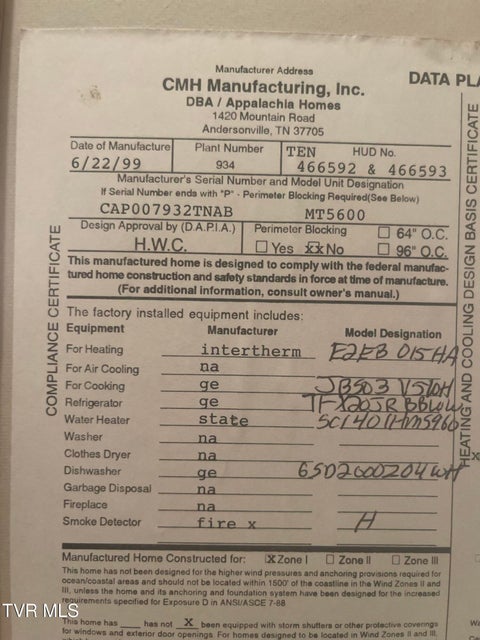 Manufacturer Address
DATA
CMH Manufacturing, Inc.
DBA / Appalachia Homes
1420 Mountain Road
Andersonville, TN 37705
Date of Manufacture Plant Number TEN HUD No.
6/22/99 934 466592 & 466593
Manufacturer's Serial Number and Model Unit Designation
If Serial Number ends with "P" - Perimeter Blocking Required(See Below)
CAP007932TNAB MT5600
Design Approval by (D.A.P.I.A.) Perimeter Blocking ☐ 64" O.C.
H.W.C. ☐ Yes xx No ☐ 96" O.C.
This manufactured home is designed to comply with the federal manufac-
tured home construction and safety standards in force at time of manufacture.
(For additional information, consult owner's manual.)
COMPLIANCE CERTIFICATE
HEATING AND COOLING DESIGN BASIS CERTIFICATE
The factory installed equipment includes:
Equipment Manufacturer Model Designation
For Heating intertherm E2EB 015HA
For Air Cooling na
For Cooking ge
Refrigerator ge
Water Heater state
Washer na
Clothes Dryer na
Dishwasher ge
Garbage Disposal na
Fireplace na
Smoke Detector fire x H
Manufactured Home Constructed for: X Zone I ☐ Zone II ☐ Zone III
This home has not been designed for the higher wind pressures and anchoring provisions required for
ocean/coastal areas and should not be located within 1500' of the coastline in Wind Zones II and
III, unless the home and its anchoring and foundation system have been designed for the increased
requirements specified for Exposure D in ANSI/ASCE 7-88
This home has ___ has not X been equipped with storm shutters or other protective coverings
for windows and exterior door openings. For homes designed to be located in Wind Zones II and III,
TVR MLS